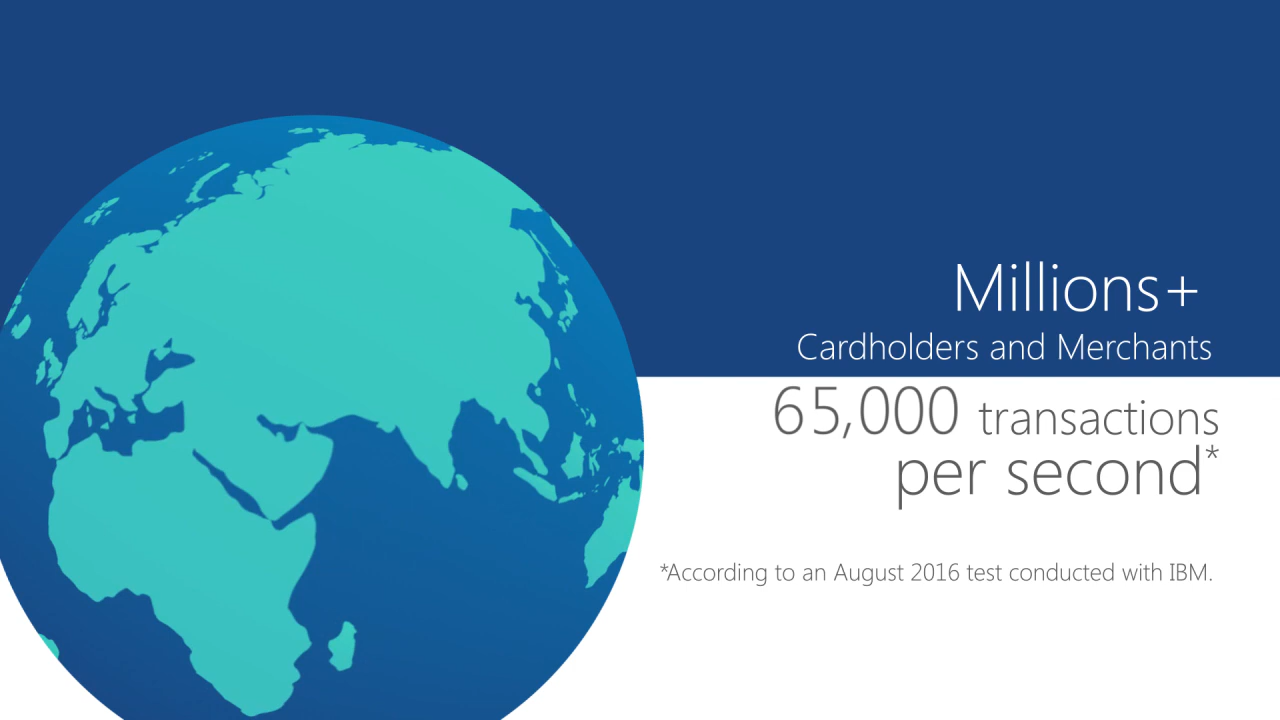 Millions+
Cardholders and Merchants
65,000 transactions
per second*
*According to an August 2016 test conducted with IBM.